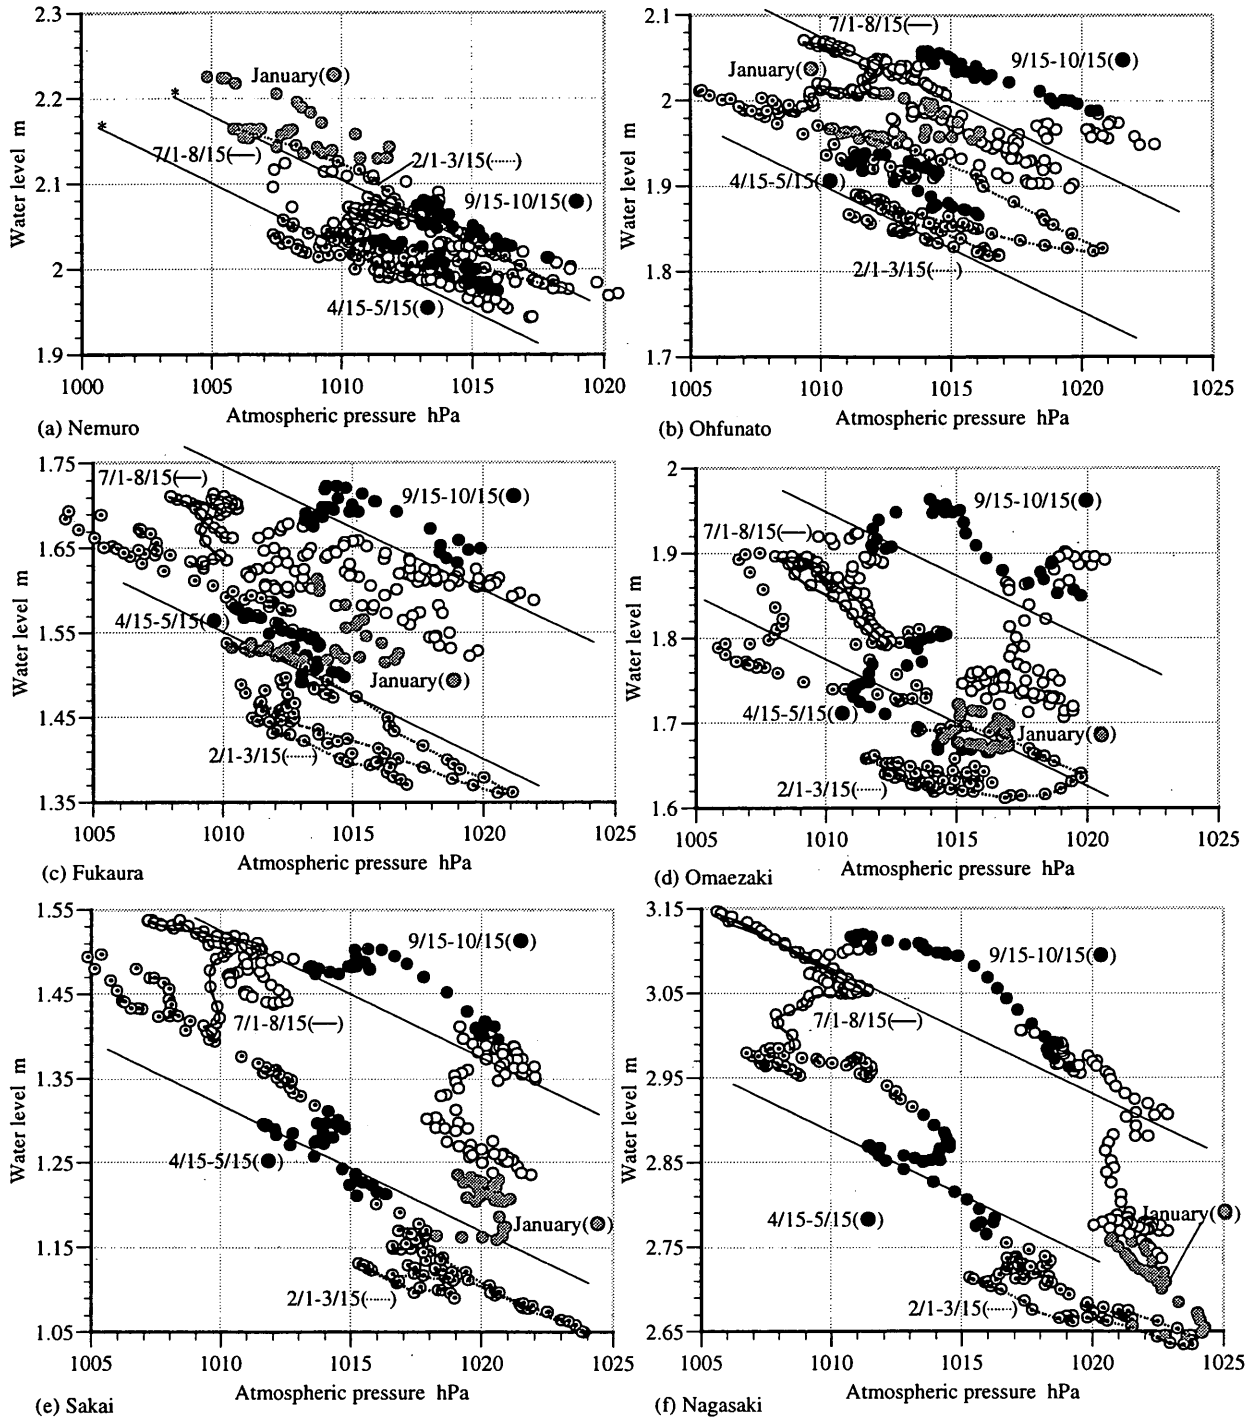 2.3
2.2
2.1
2
1.9
Water level m
January( )
7/1-8/15(—)
2/1-3/15(......)
9/15-10/15( )
4/15-5/15( )
* *
1000 1005 1010 1015 1020
Atmospheric pressure hPa
(a) Nemuro
2.1
2
1.9
1.8
1.7
Water level m
7/1-8/15(—)
9/15-10/15( )
January( )
4/15-5/15( )
2/1-3/15(......)
1005 1010 1015 1020 1025
Atmospheric pressure hPa
(b) Ohfunato
1.75
1.65
1.55
1.45
1.35
Water level m
7/1-8/15(—)
9/15-10/15( )
4/15-5/15( )
January( )
2/1-3/15(......)
1005 1010 1015 1020 1025
Atmospheric pressure hPa
(c) Fukaura
2
1.9
1.8
1.7
1.6
Water level m
9/15-10/15( )
7/1-8/15(—)
4/15-5/15( )
January( )
2/1-3/15(......)
1005 1010 1015 1020 1025
Atmospheric pressure hPa
(d) Omaezaki
1.55
1.45
1.35
1.25
1.15
1.05
Water level m
9/15-10/15( )
7/1-8/15(—)
4/15-5/15( )
January( )
2/1-3/15(......)
1005 1010 1015 1020 1025
Atmospheric pressure hPa
(e) Sakai
3.15
3.05
2.95
2.85
2.75
2.65
Water level m
9/15-10/15( )
7/1-8/15(—)
4/15-5/15( )
January( )
2/1-3/15(......)
1005 1010 1015 1020 1025
Atmospheric pressure hPa
(f) Nagasaki